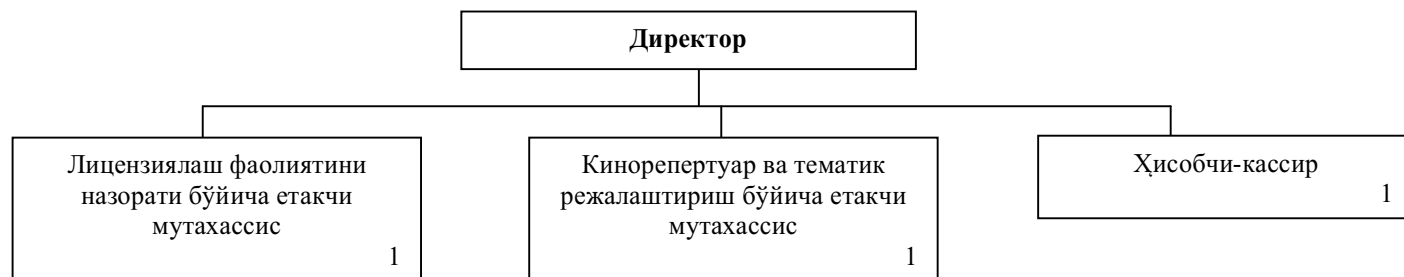 Директор
Лицензиялаш фаолиятини
назорати бўйича етакчи
мутахассис
1
Кинорепертуар ва тематик
режалаштириш бўйича етакчи
мутахассис
1
Ҳисобчи-кассир
1